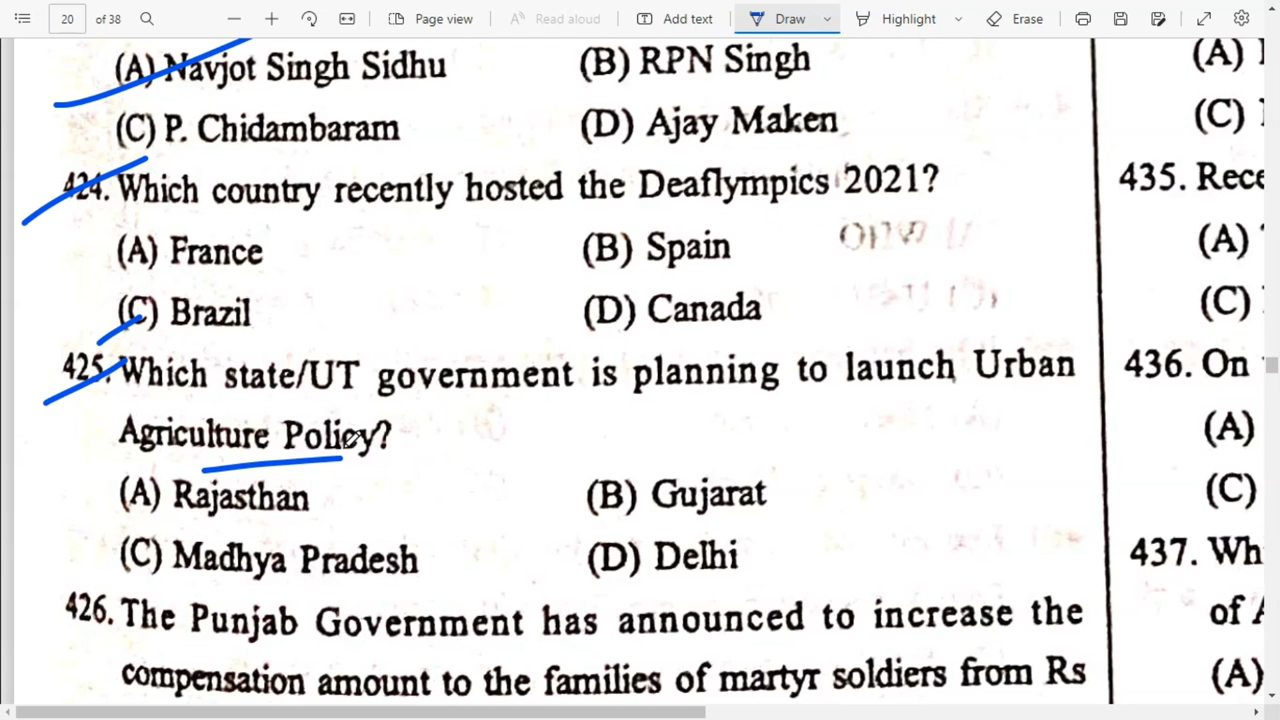 20 of 38 Page view Read aloud Add text Draw Highlight Erase
(A) Navjot Singh Sidhu (B) RPN Singh (A)
(C) P. Chidambaram (D) Ajay Maken (C)
424. Which country recently hosted the Deaflympics 2021? 435. Rece
(A) France (B) Spain (A)
(C) Brazil (D) Canada (C)
425. Which state/UT government is planning to launch Urban 436. On
Agriculture Policy? (A)
(A) Rajasthan (B) Gujarat (C)
(C) Madhya Pradesh (D) Delhi 437. Wh
426. The Punjab Government has announced to increase the of A
compensation amount to the families of martyr soldiers from Rs (A)